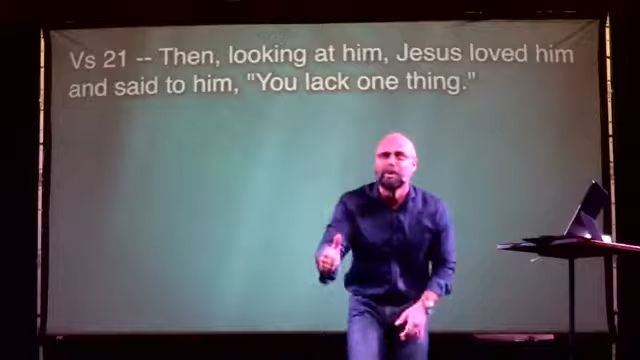 Vs 21 -- Then, looking at him, Jesus loved him
and said to him, "You lack one thing."